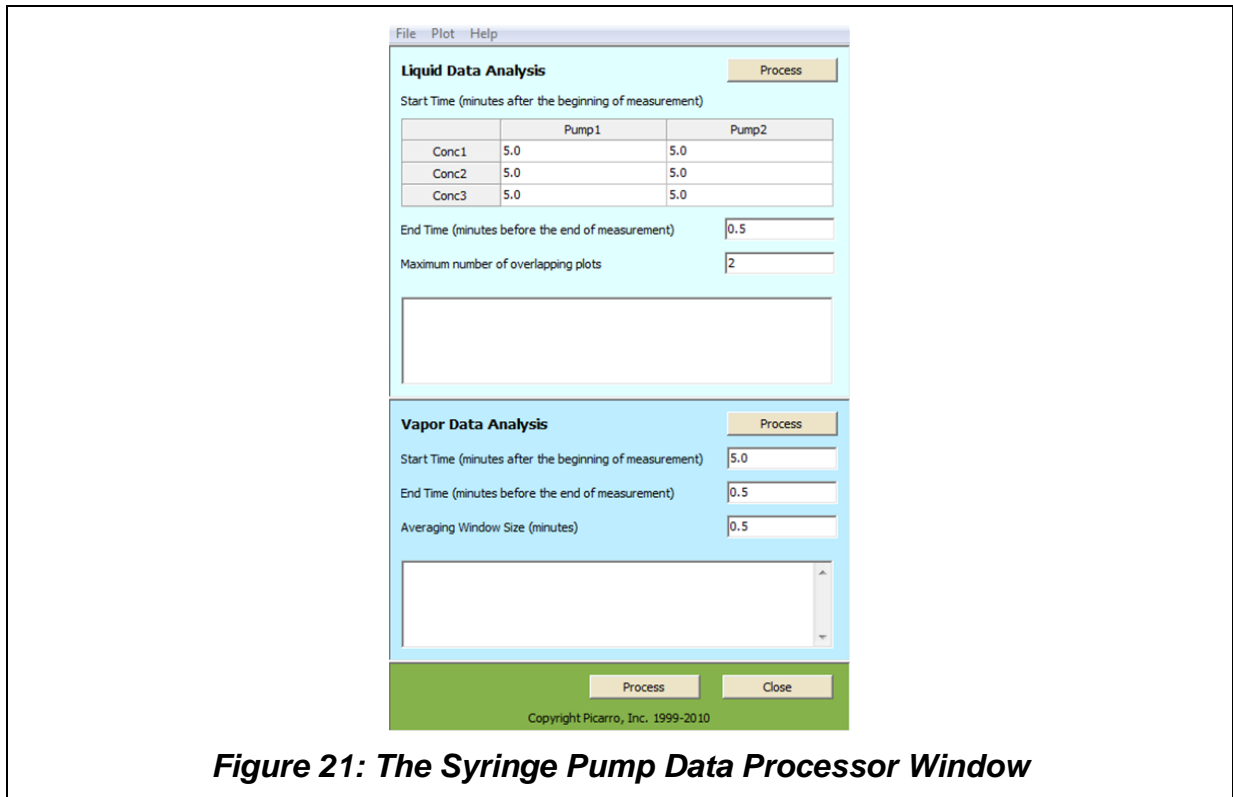 File Plot Help
Liquid Data Analysis Process
Start Time (minutes after the beginning of measurement)
Pump1 Pump2
Conc1 5.0 5.0
Conc2 5.0 5.0
Conc3 5.0 5.0
End Time (minutes before the end of measurement) 0.5
Maximum number of overlapping plots 2
Vapor Data Analysis Process
Start Time (minutes after the beginning of measurement) 5.0
End Time (minutes before the end of measurement) 0.5
Averaging Window Size (minutes) 0.5
Process Close
Copyright Picarro, Inc. 1999-2010
Figure 21: The Syringe Pump Data Processor Window